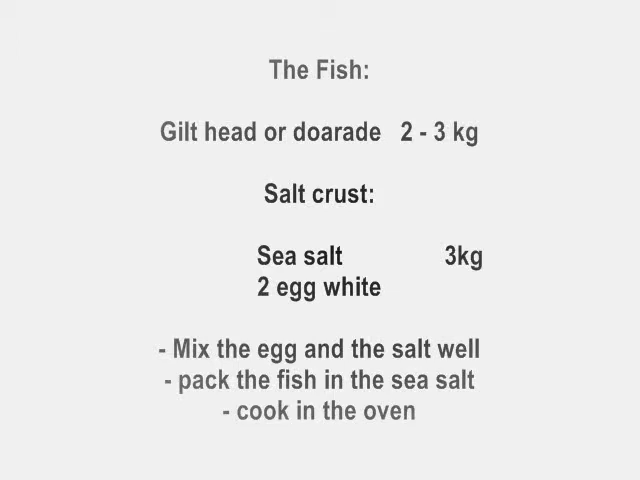 The Fish:
Gilt head or doarade 2 - 3 kg
Salt crust:
Sea salt 3kg
2 egg white
- Mix the egg and the salt well
- pack the fish in the sea salt
- cook in the oven